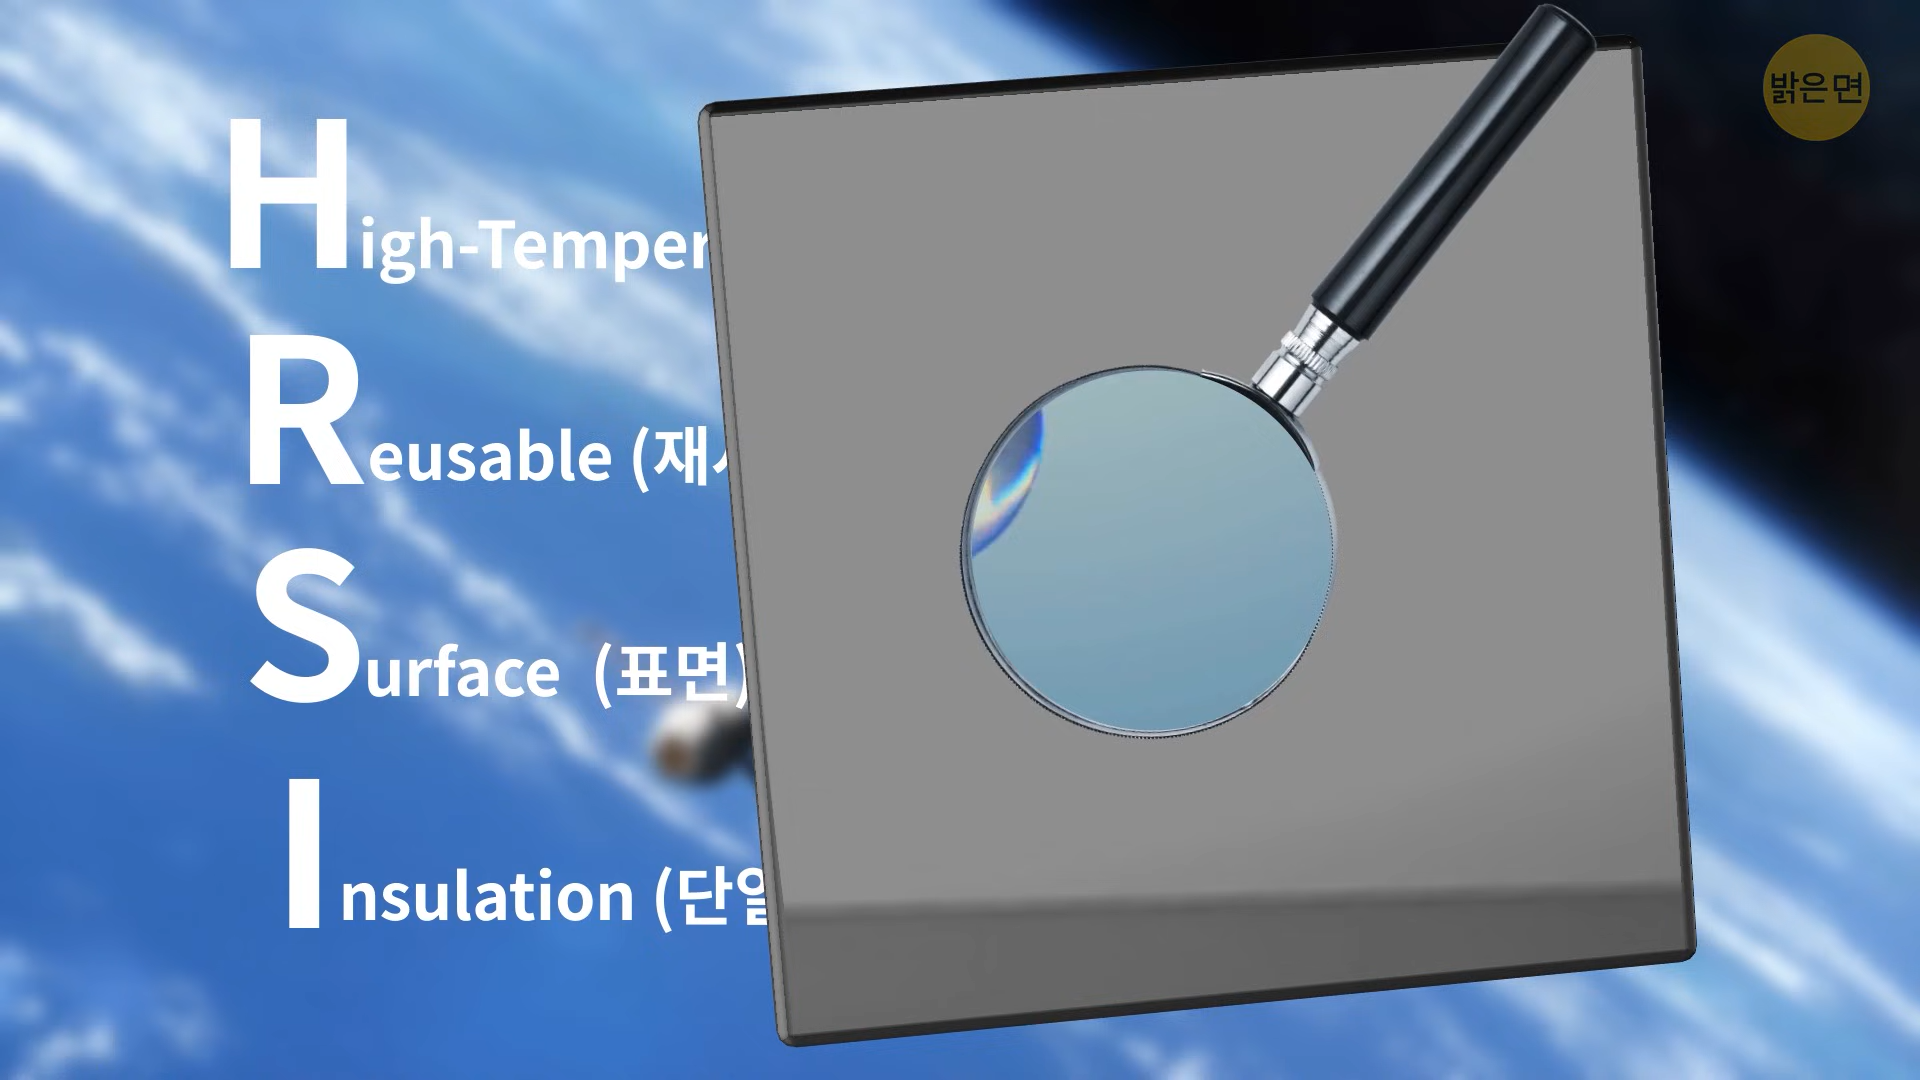 밝은면
High-Temper
Reusable (재
Surface (표면)
Insulation (단